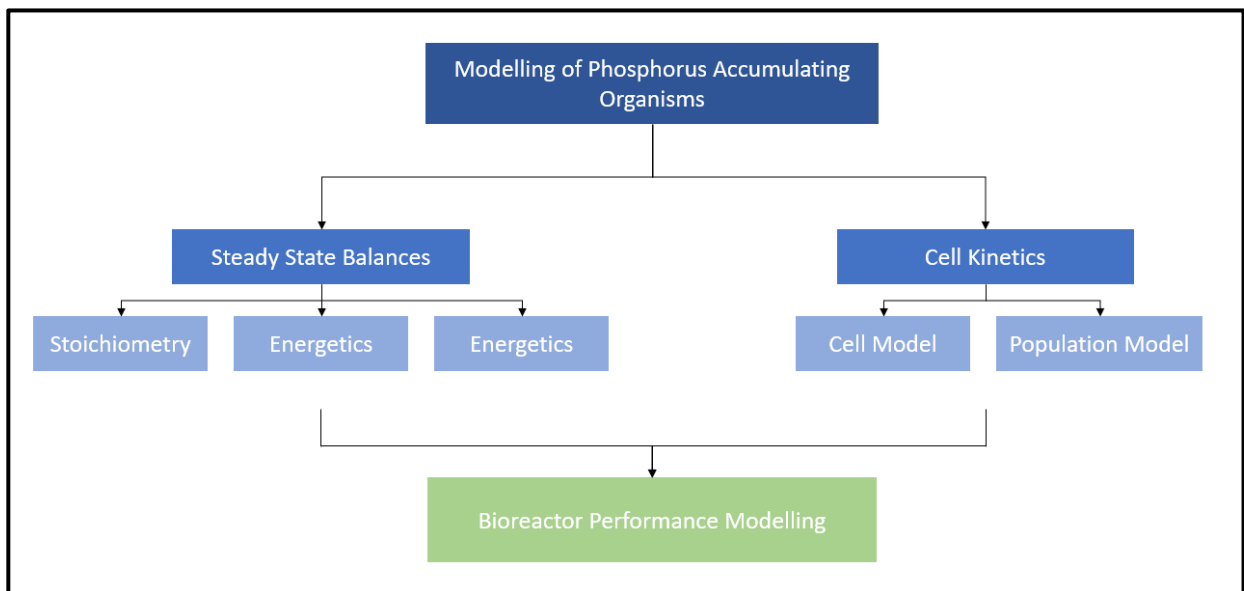 Modelling of Phosphorus Accumulating
Organisms
Steady State Balances
Cell Kinetics
Stoichiometry
Energetics
Energetics
Cell Model
Population Model
Bioreactor Performance Modelling